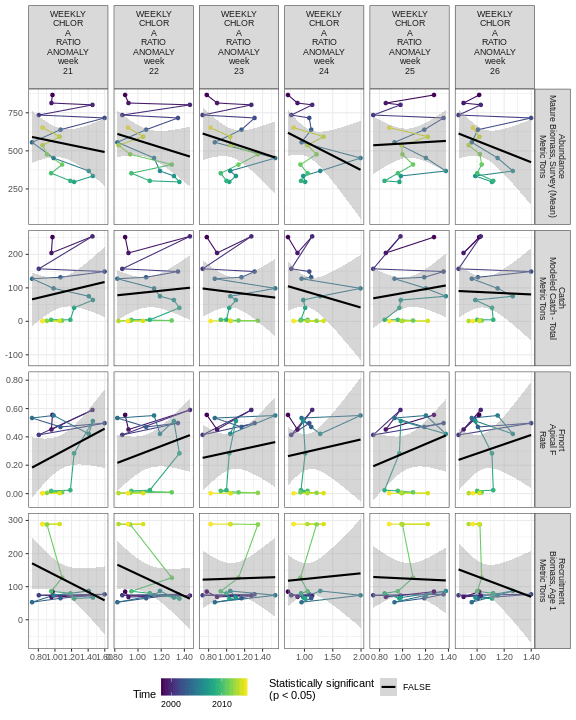 WEEKLY WEEKLY WEEKLY WEEKLY WEEKLY WEEKLY
CHLOR CHLOR CHLOR CHLOR CHLOR CHLOR
A A A A A A
RATIO RATIO RATIO RATIO RATIO RATIO
ANOMALY ANOMALY ANOMALY ANOMALY ANOMALY ANOMALY
week week week week week week
21 22 23 24 25 26
750
500
250
Abundance
Mature Biomass, Survey (Mean)
Metric Tons
200
100
0
-100
Catch
Modeled Catch - Total
Metric Tons
0.80
0.60
0.40
0.20
0.00
Fmort
Apical F
Rate
300
200
100
0
Recruitment
Biomass, Age 1
Metric Tons
0.80 1.00 1.20 1.40 1.60 0.80 1.00 1.20 1.40 0.80 1.00 1.20 1.40 1.00 1.50 2.00 0.80 1.00 1.20 1.40 1.00 1.20 1.40
Time
2000 2010
Statistically significant
(p < 0.05)
FALSE